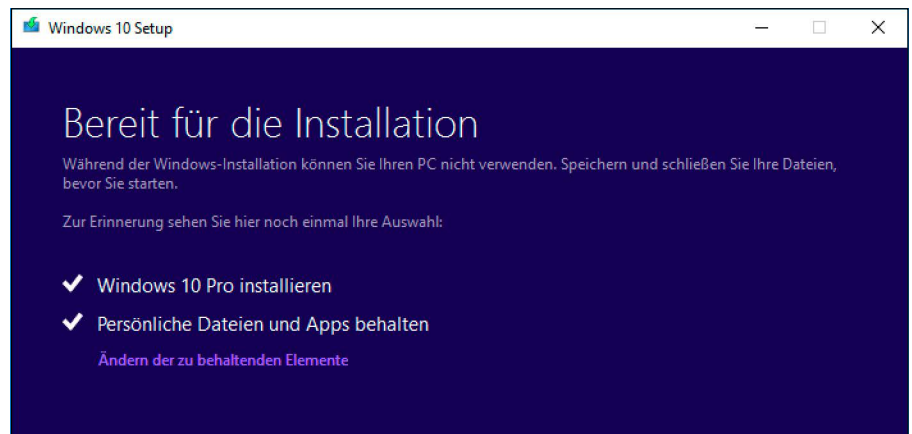 Windows 10 Setup
Bereit für die Installation
Während der Windows-Installation können Sie Ihren PC nicht verwenden. Speichern und schließen Sie Ihre Dateien,
bevor Sie starten.
Zur Erinnerung sehen Sie hier noch einmal Ihre Auswahl:
Windows 10 Pro installieren
Persönliche Dateien und Apps behalten
Ändern der zu behaltenden Elemente